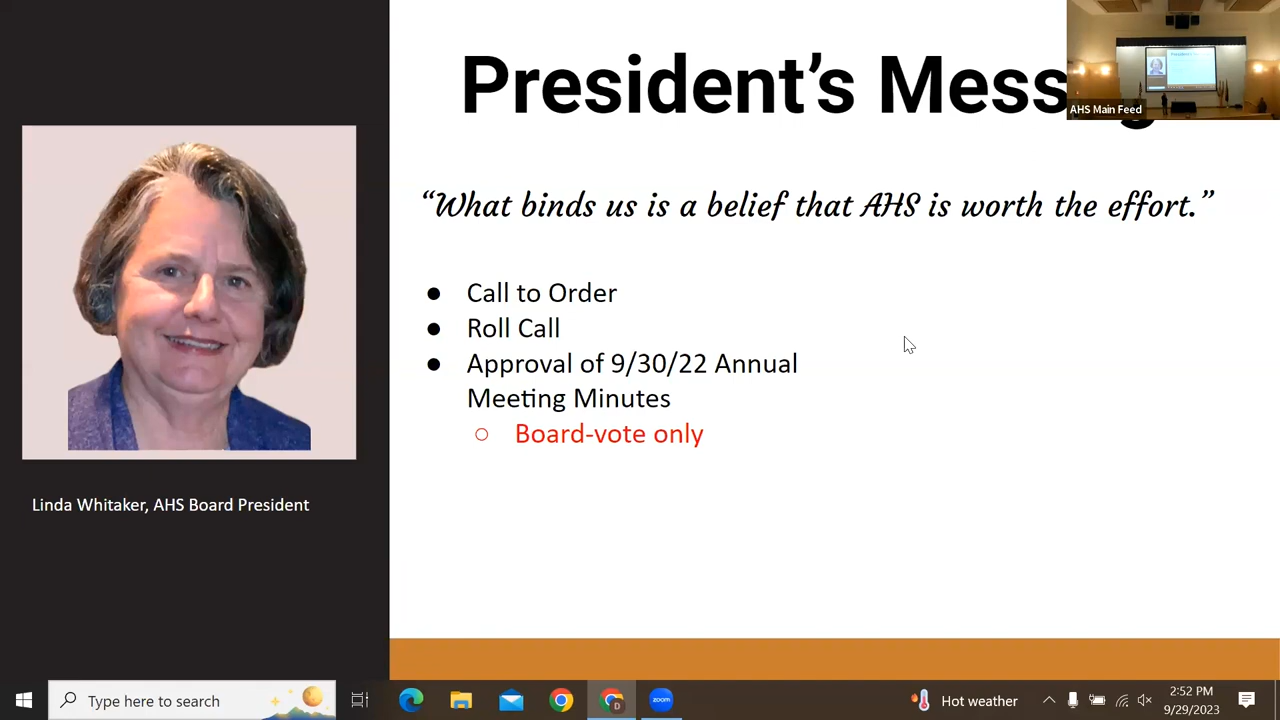 President's Mess
AHS Main Feed
“What binds us is a belief that AHS is worth the effort.”
● Call to Order
● Roll Call
● Approval of 9/30/22 Annual
Meeting Minutes
○ Board-vote only
Linda Whitaker, AHS Board President
Type here to search
zoom
D
Hot weather
2:52 PM
9/29/2023